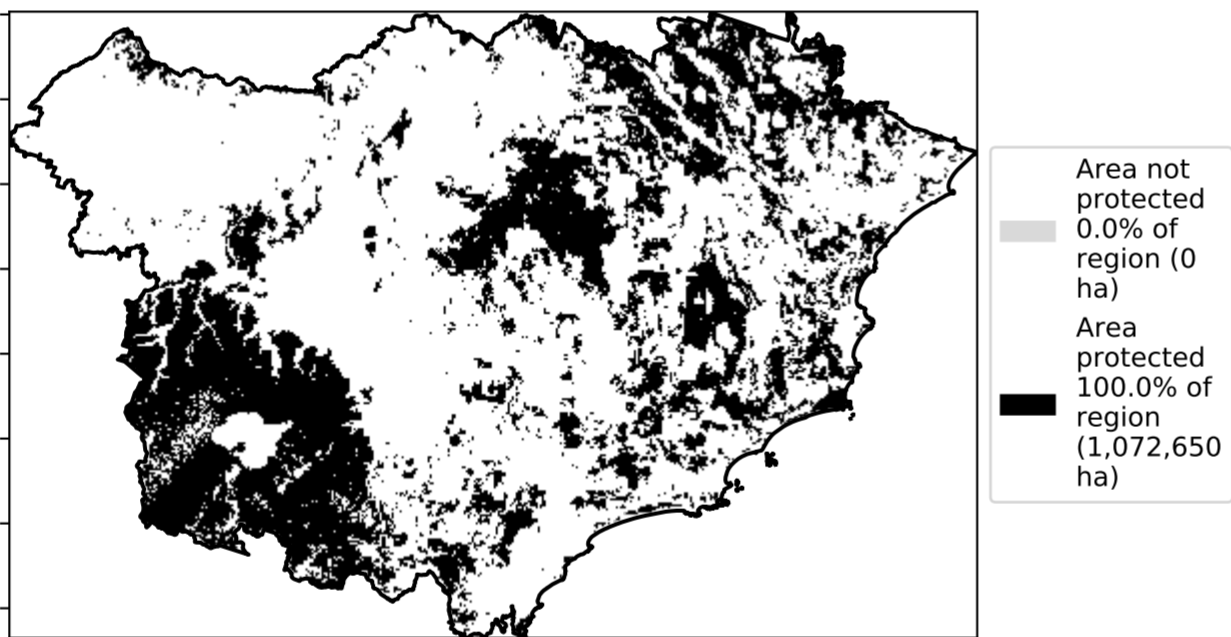 Area not
protected
0.0% of
region (0
ha)
Area
protected
100.0% of
region
(1,072,650
ha)